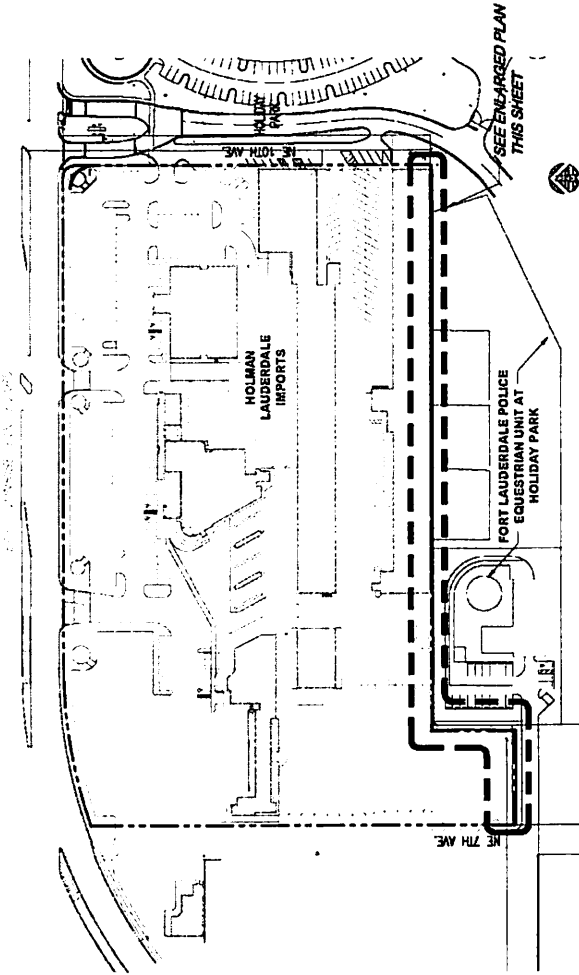 HOLIDAY
PARK
NE 10TH AVE.
SEE ENLARGED PLAN
THIS SHEET
HOLMAN
LAUDERDALE
IMPORTS
FORT LAUDERDALE POLICE
EQUESTRIAN UNIT AT
HOLIDAY PARK
NE 7TH AVE.